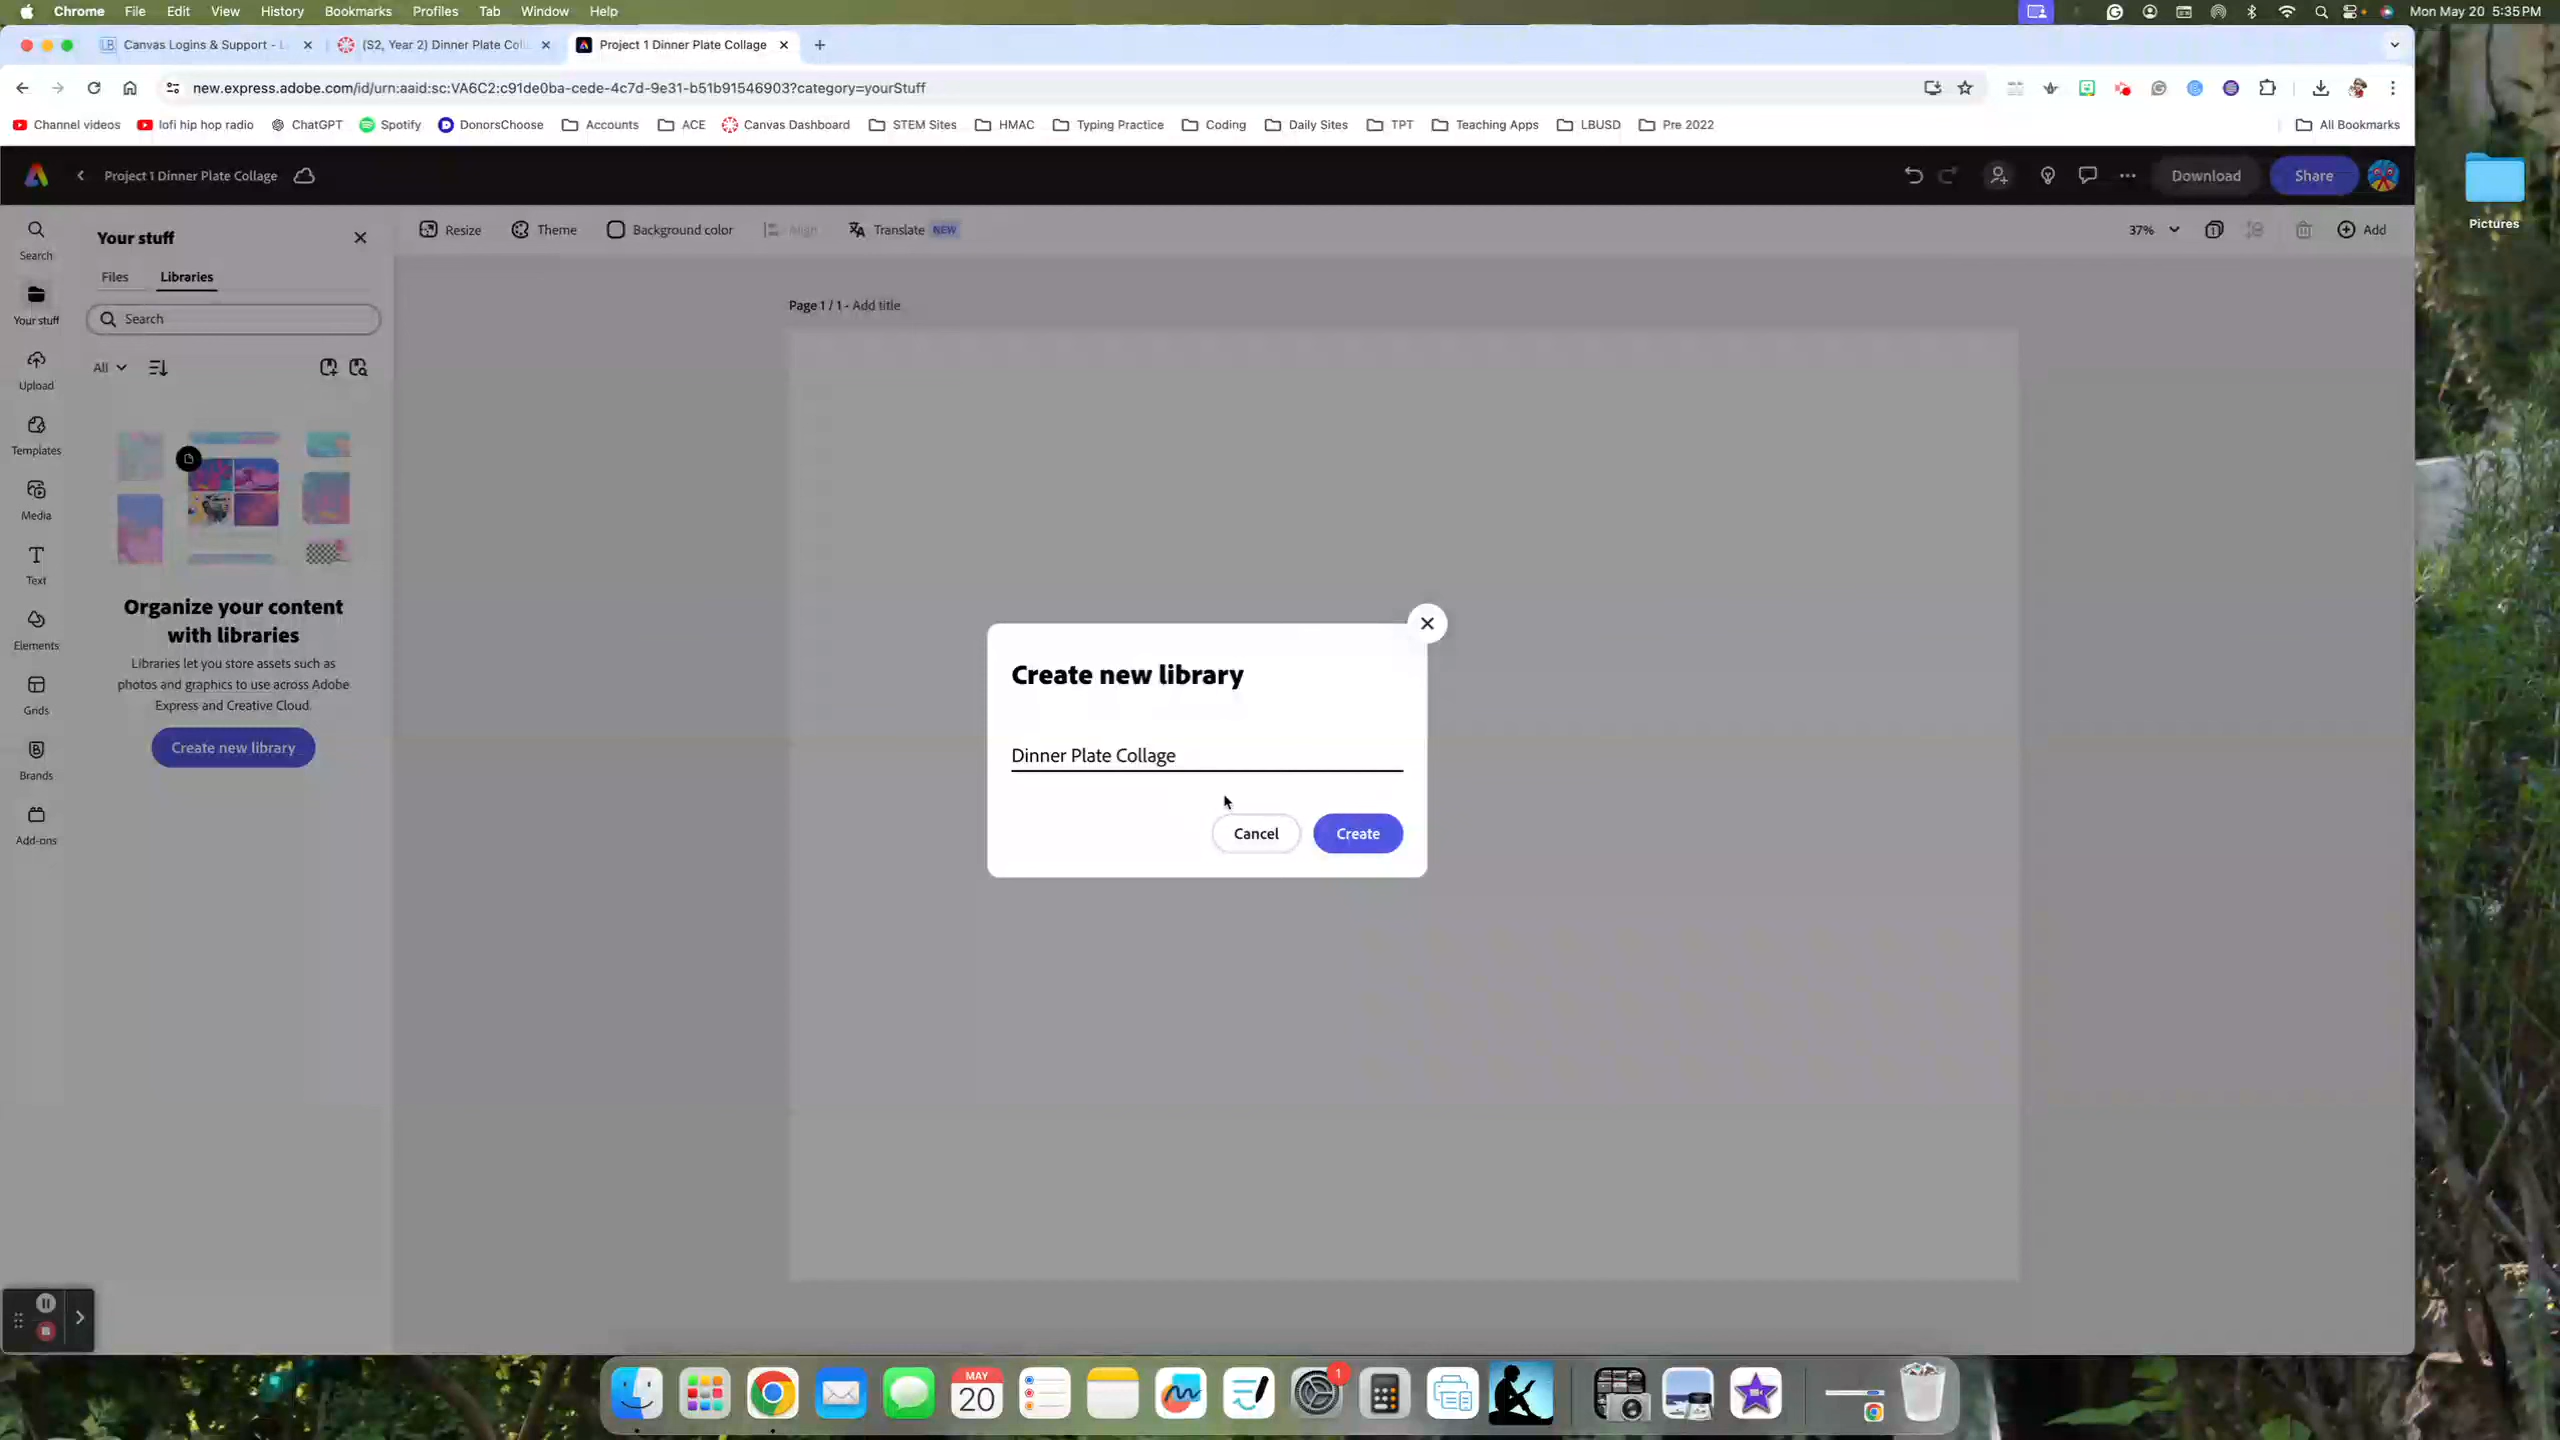 Chrome File Edit View History Bookmarks Profiles Tab Window Help Mon May 20 5:35 PM
Canvas Logins & Support - (S2, Year 2) Dinner Plate Project 1 Dinner Plate Collage
new.express.adobe.com/id/urn:aaid:sc:VA6C2:c91de0ba-cede-4c7d-9e31-b51b91546903?category=yourStuff
Channel videos lofi hip hop radio ChatGPT Spotify DonorsChoose Accounts ACE Canvas Dashboard STEM Sites HMAC Typing Practice Coding Daily Sites TPT Teaching Apps LBUSD Pre 2022 All Bookmarks
Project 1 Dinner Plate Collage Download Share
Pictures
Search
Your stuff
Resize Theme Background color Align Translate NEW 37% 1 Add
Files Libraries
Your stuff
Search
Page 1 / 1 - Add title
Upload
All
Templates
Media
Text
Elements
Grids
Brands
Add-ons
Organize your content
with libraries
Libraries let you store assets such as
photos and graphics to use across Adobe
Express and Creative Cloud.
Create new library
Create new library
Dinner Plate Collage
Cancel Create
MAY
20
1